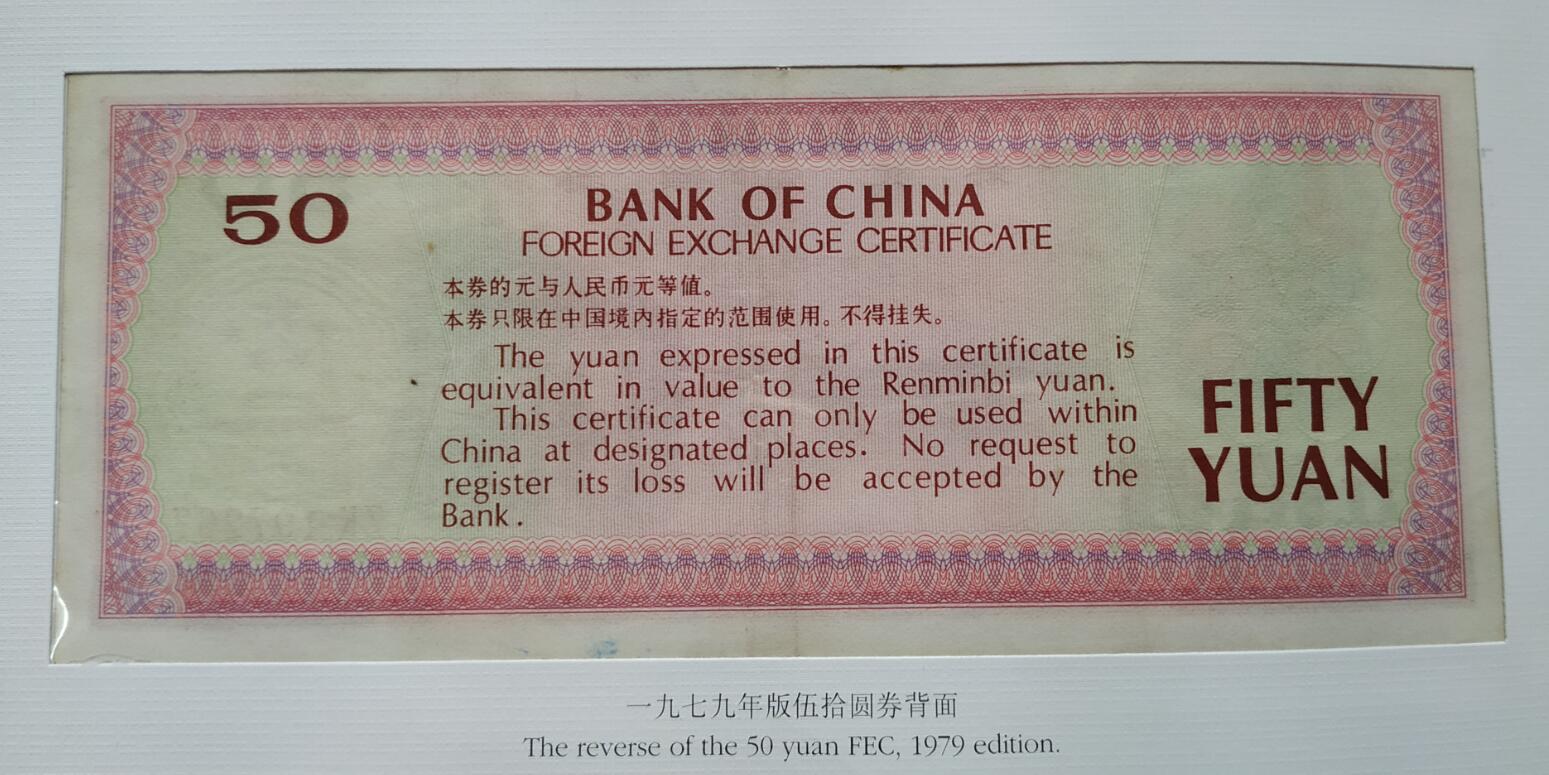 50
BANK OF CHINA
FOREIGN EXCHANGE CERTIFICATE
本券的元与人民币元等值。
本券只限在中国境内指定的范围使用。不得挂失。
The yuan expressed in this certificate is
equivalent in value to the Renminbi yuan.
This certificate can only be used within
China at designated places. No request to
register its loss will be accepted by the
Bank.
FIFTY
YUAN
一九七九年版伍拾圆券背面
The reverse of the 50 yuan FEC, 1979 edition.